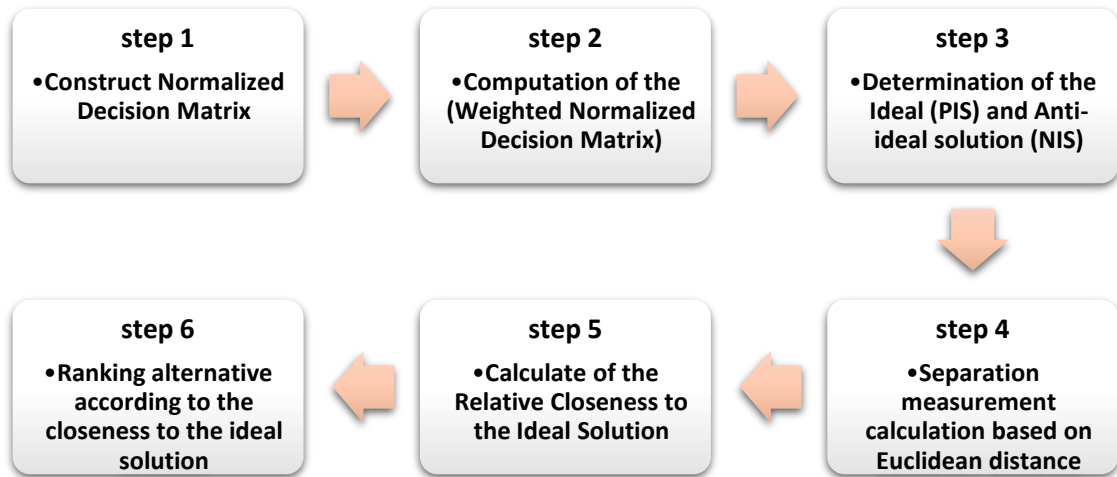 step 1
•Construct Normalized
Decision Matrix
step 2
•Computation of the
(Weighted Normalized
Decision Matrix)
step 3
•Determination of the
Ideal (PIS) and Anti-
ideal solution (NIS)
step 4
•Separation
measurement
calculation based on
Euclidean distance
step 5
•Calculate of the
Relative Closeness to
the Ideal Solution
step 6
•Ranking alternative
according to the
closeness to the ideal
solution